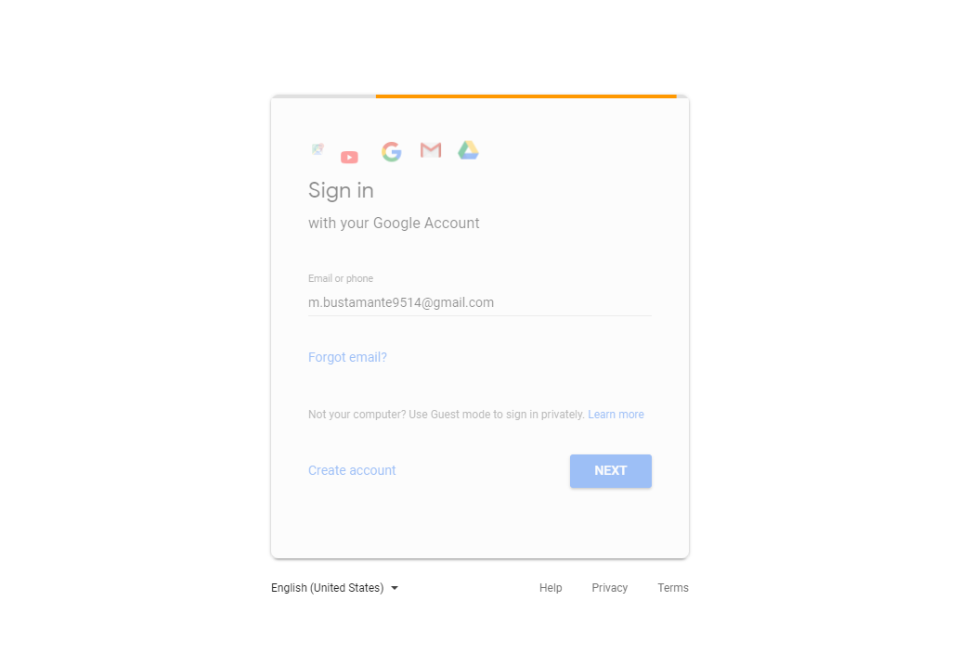 Sign in
with your Google Account
Email or phone
m.bustamante9514@gmail.com
Forgot email?
Not your computer? Use Guest mode to sign in privately. Learn more
Create account NEXT
English (United States) Help Privacy Terms